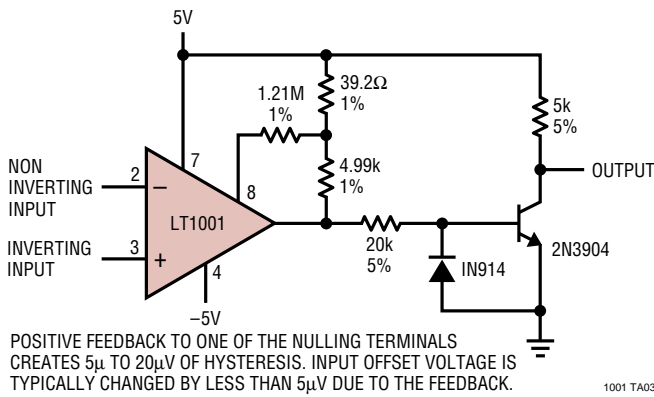 5V
39.2Ω
1%
1.21M
1%
5k
5%
4.99k
1%
NON
INVERTING
INPUT
2
−
7
8
OUTPUT
LT1001
INVERTING
INPUT
3
+
4
20k
5%
IN914
2N3904
−5V
POSITIVE FEEDBACK TO ONE OF THE NULLING TERMINALS
CREATES 5μ TO 20μV OF HYSTERESIS. INPUT OFFSET VOLTAGE IS
TYPICALLY CHANGED BY LESS THAN 5μV DUE TO THE FEEDBACK.
1001 TA03